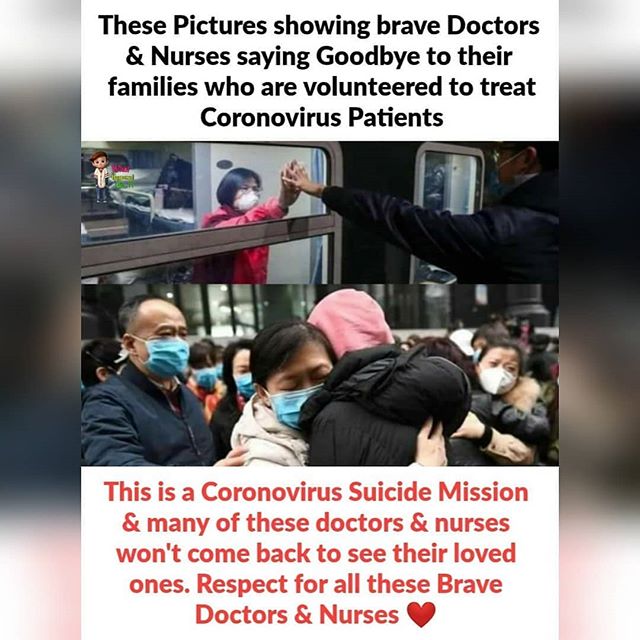 These Pictures showing brave Doctors
& Nurses saying Goodbye to their
families who are volunteered to treat
Coronovirus Patients
This is a Coronovirus Suicide Mission
& many of these doctors & nurses
won't come back to see their loved
ones. Respect for all these Brave
Doctors & Nurses ❤️